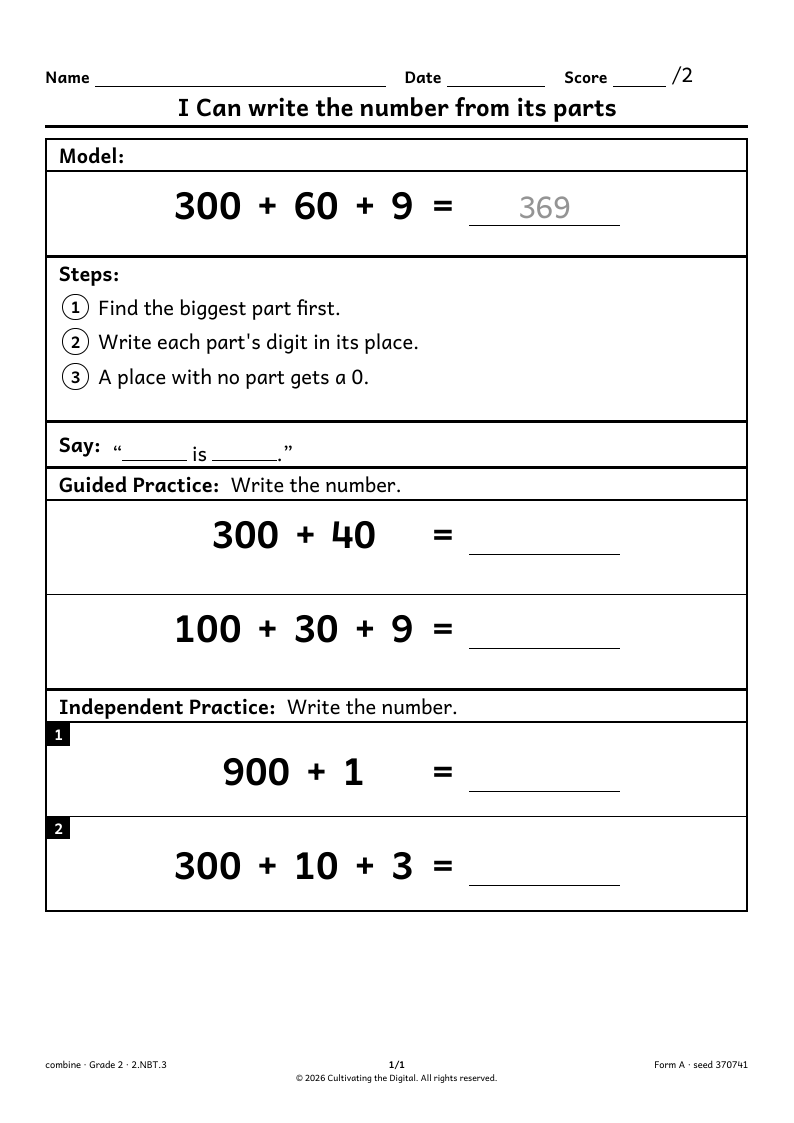 Name Date Score /2
I Can write the number from its parts
Model:
300 + 60 + 9 = 369
Steps:
1 Find the biggest part first.
2 Write each part's digit in its place.
3 A place with no part gets a 0.
Say: “______ is ______.”
Guided Practice: Write the number.
300 + 40 =
100 + 30 + 9 =
Independent Practice: Write the number.
1
900 + 1 =
2
300 + 10 + 3 =
combine · Grade 2 · 2.NBT.3 1/1 Form A · seed 370741
© 2026 Cultivating the Digital. All rights reserved.